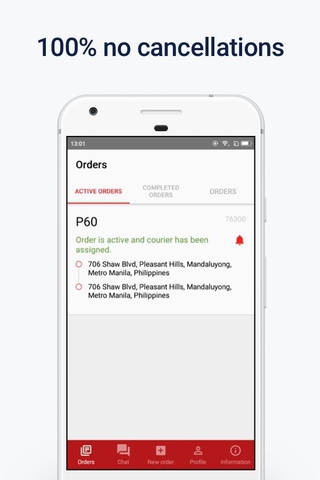 100% no cancellations
13:01
Orders
ACTIVE ORDERS
COMPLETED
ORDERS
ORDERS
P60
76300
Order is active and courier has been
assigned.
706 Shaw Blvd, Pleasant Hills, Mandaluyong,
Metro Manila, Philippines
706 Shaw Blvd, Pleasant Hills, Mandaluyong,
Metro Manila, Philippines
Orders
Chat
New order
Profile
Information